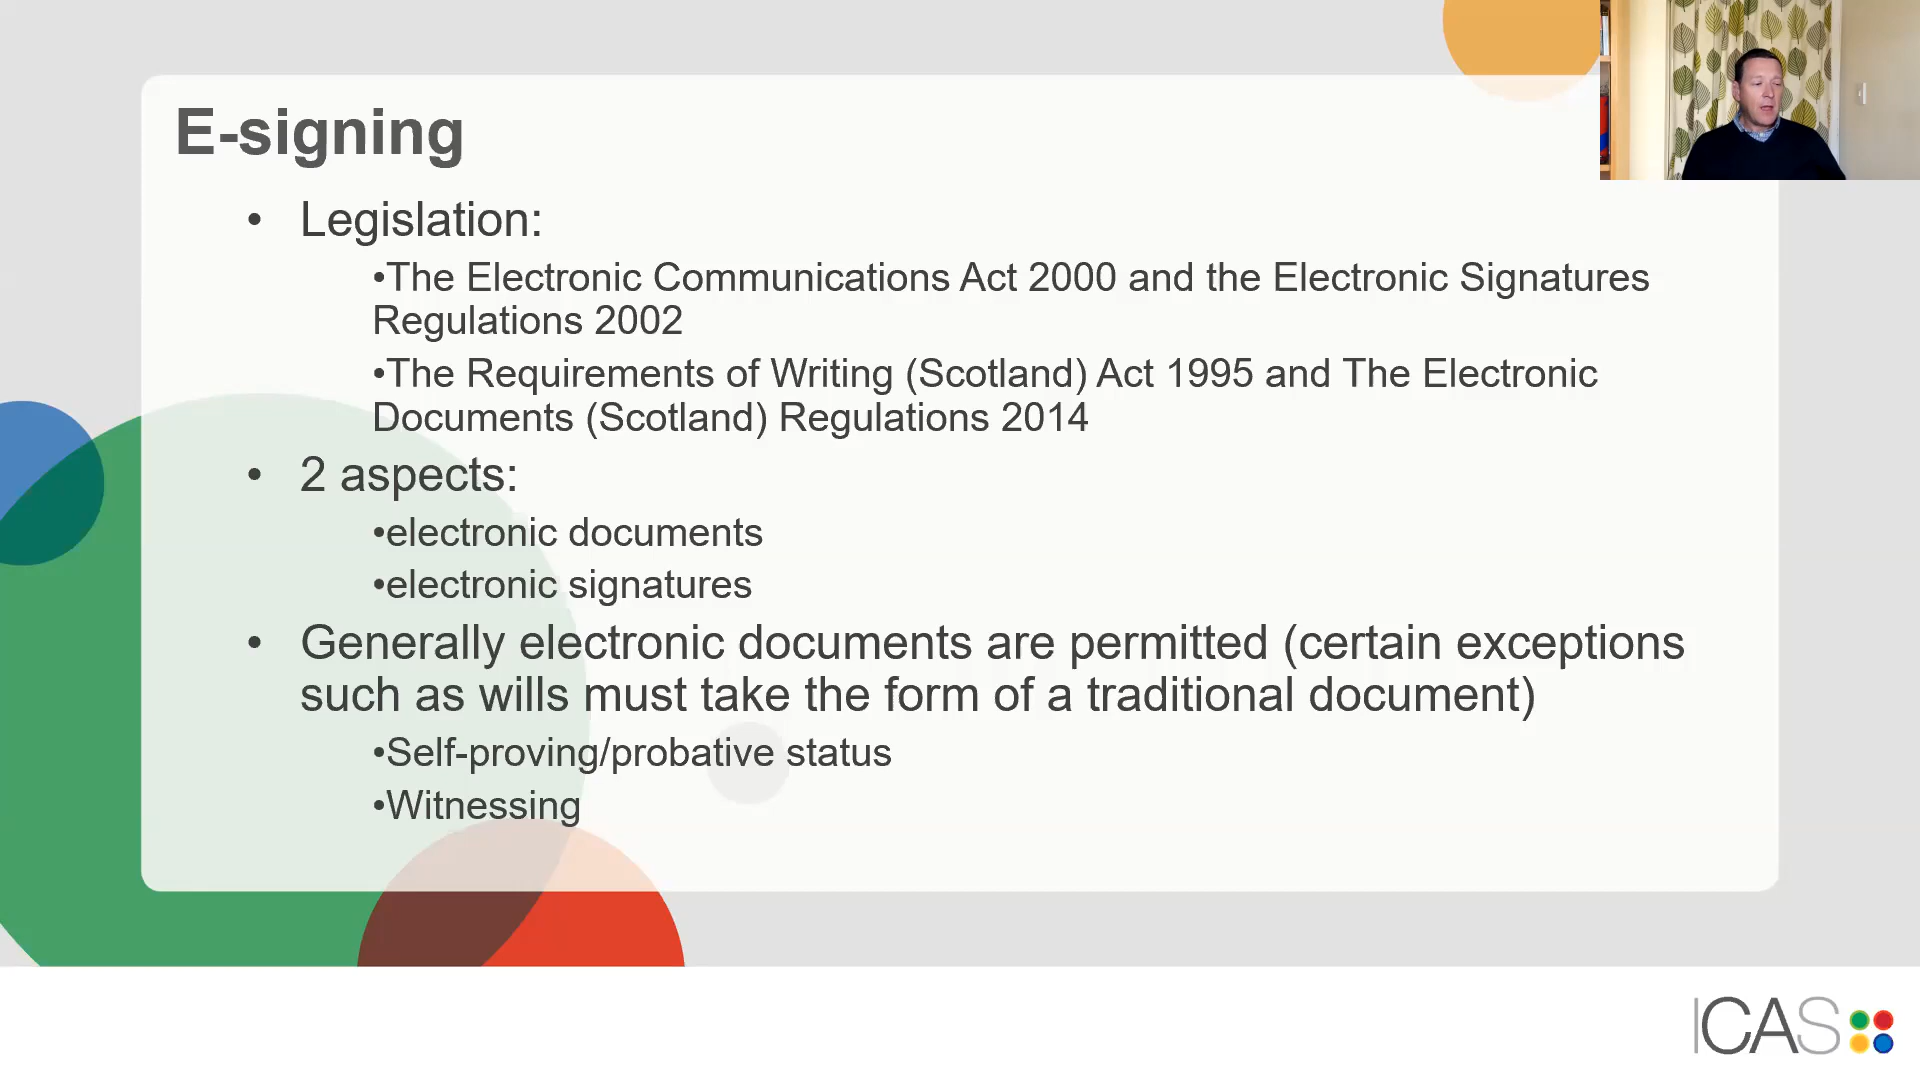 E-signing
• Legislation:
•The Electronic Communications Act 2000 and the Electronic Signatures
Regulations 2002
•The Requirements of Writing (Scotland) Act 1995 and The Electronic
Documents (Scotland) Regulations 2014
• 2 aspects:
•electronic documents
•electronic signatures
• Generally electronic documents are permitted (certain exceptions
such as wills must take the form of a traditional document)
•Self-proving/probative status
•Witnessing
ICAS